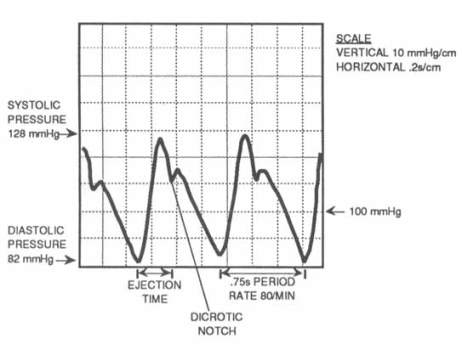 SCALE
VERTICAL 10 mmHg/cm
HORIZONTAL .2s/cm
SYSTOLIC
PRESSURE
128 mmHg
100 mmHg
DIASTOLIC
PRESSURE
82 mmHg
EJECTION
TIME
.75s PERIOD
RATE 80/MIN
DICROTIC
NOTCH